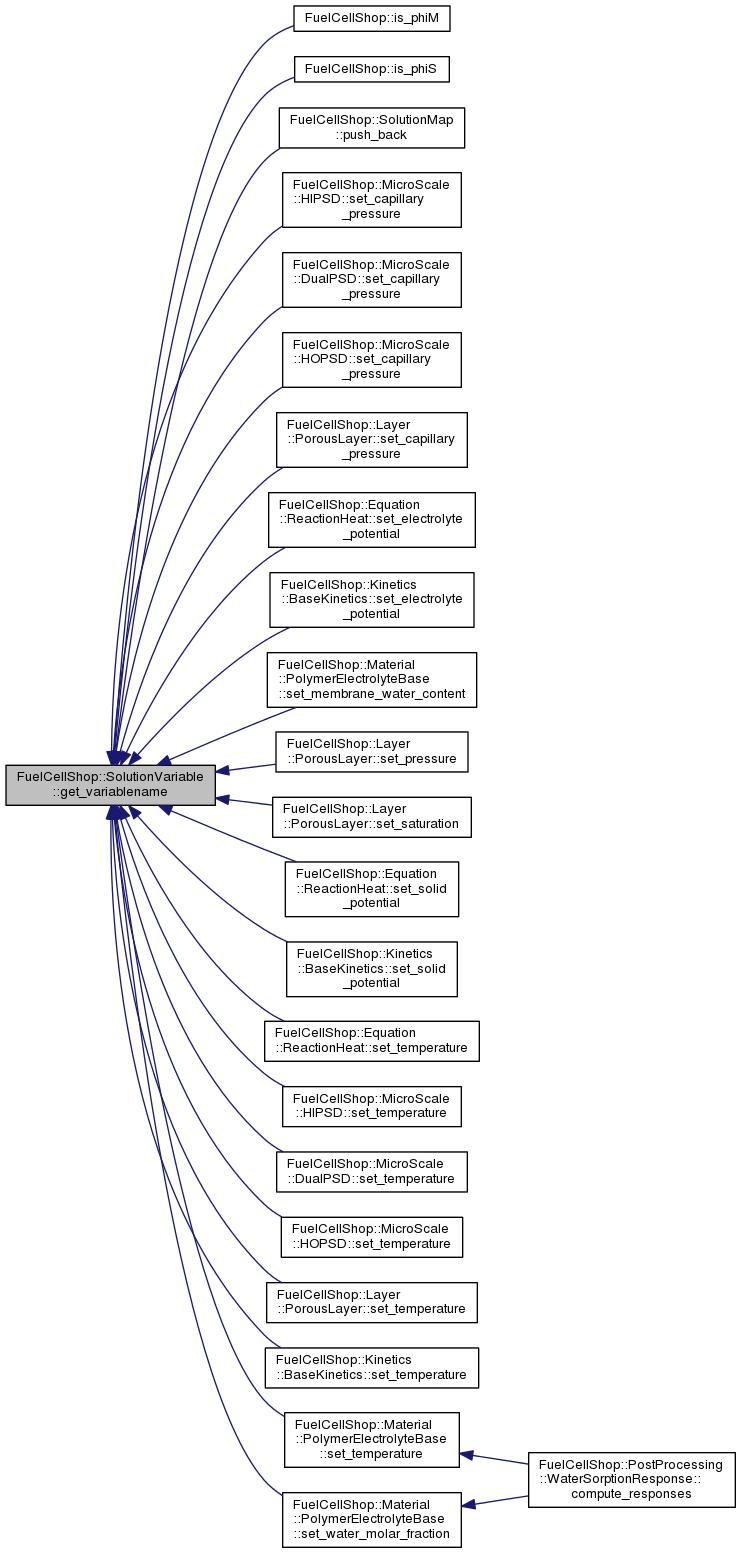 FuelCellShop::is_phiM
FuelCellShop::is_phiS
FuelCellShop::SolutionMap
::push_back
FuelCellShop::MicroScale
::HIPSD::set_capillary
_pressure
FuelCellShop::MicroScale
::DualPSD::set_capillary
_pressure
FuelCellShop::MicroScale
::HOPSD::set_capillary
_pressure
FuelCellShop::Layer
::PorousLayer::set_capillary
_pressure
FuelCellShop::Equation
::ReactionHeat::set_electrolyte
_potential
FuelCellShop::Kinetics
::BaseKinetics::set_electrolyte
_potential
FuelCellShop::Material
::PolymerElectrolyteBase
::set_membrane_water_content
FuelCellShop::Layer
::PorousLayer::set_pressure
FuelCellShop::SolutionVariable
::get_variablename
FuelCellShop::Layer
::PorousLayer::set_saturation
FuelCellShop::Equation
::ReactionHeat::set_solid
_potential
FuelCellShop::Kinetics
::BaseKinetics::set_solid
_potential
FuelCellShop::Equation
::ReactionHeat::set_temperature
FuelCellShop::MicroScale
::HIPSD::set_temperature
FuelCellShop::MicroScale
::DualPSD::set_temperature
FuelCellShop::MicroScale
::HOPSD::set_temperature
FuelCellShop::Layer
::PorousLayer::set_temperature
FuelCellShop::Kinetics
::BaseKinetics::set_temperature
FuelCellShop::Material
::PolymerElectrolyteBase
::set_temperature
FuelCellShop::PostProcessing
::WaterSorptionResponse::
compute_responses
FuelCellShop::Material
::PolymerElectrolyteBase
::set_water_molar_fraction